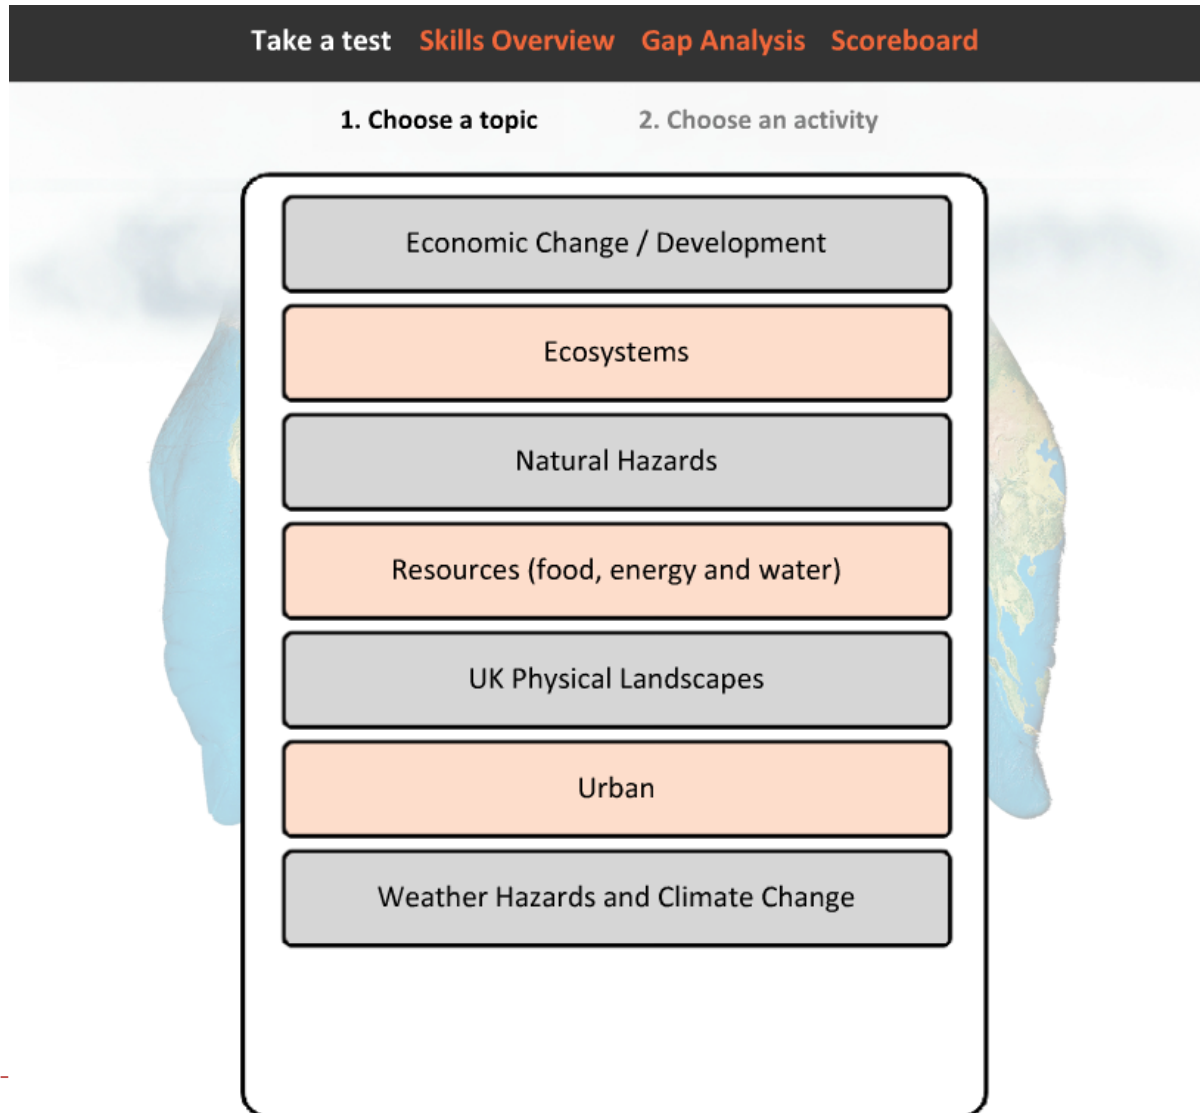 Take a test Skills Overview Gap Analysis Scoreboard
1. Choose a topic 2. Choose an activity
Economic Change / Development
Ecosystems
Natural Hazards
Resources (food, energy and water)
UK Physical Landscapes
Urban
Weather Hazards and Climate Change